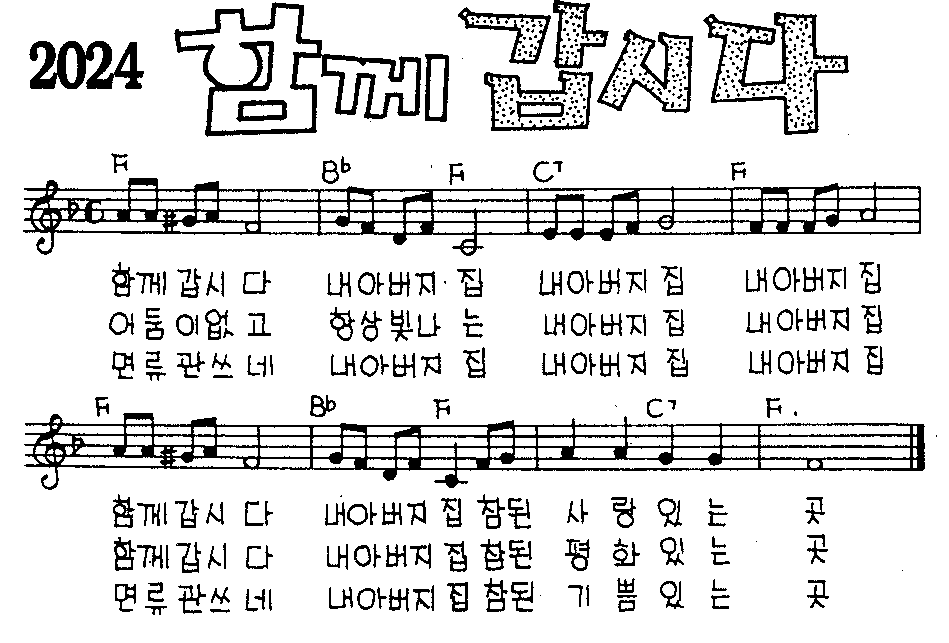 2024 함께 갑시다
F B♭ F C7 F
함께 갑시 다 내아버지 집 내아버지 집 내아버지 집
어둠이없 고 항상빛나 는 내아버지 집 내아버지 집
면류관쓰 네 내아버지 집 내아버지 집 내아버지 집
F B♭ F C7 F
함께 갑시 다 내아버지 집 참된 사 랑 있 는 곳
함께 갑시 다 내아버지 집 참된 평 화 있 는 곳
면류관쓰 네 내아버지 집 참된 기 쁨 있 는 곳